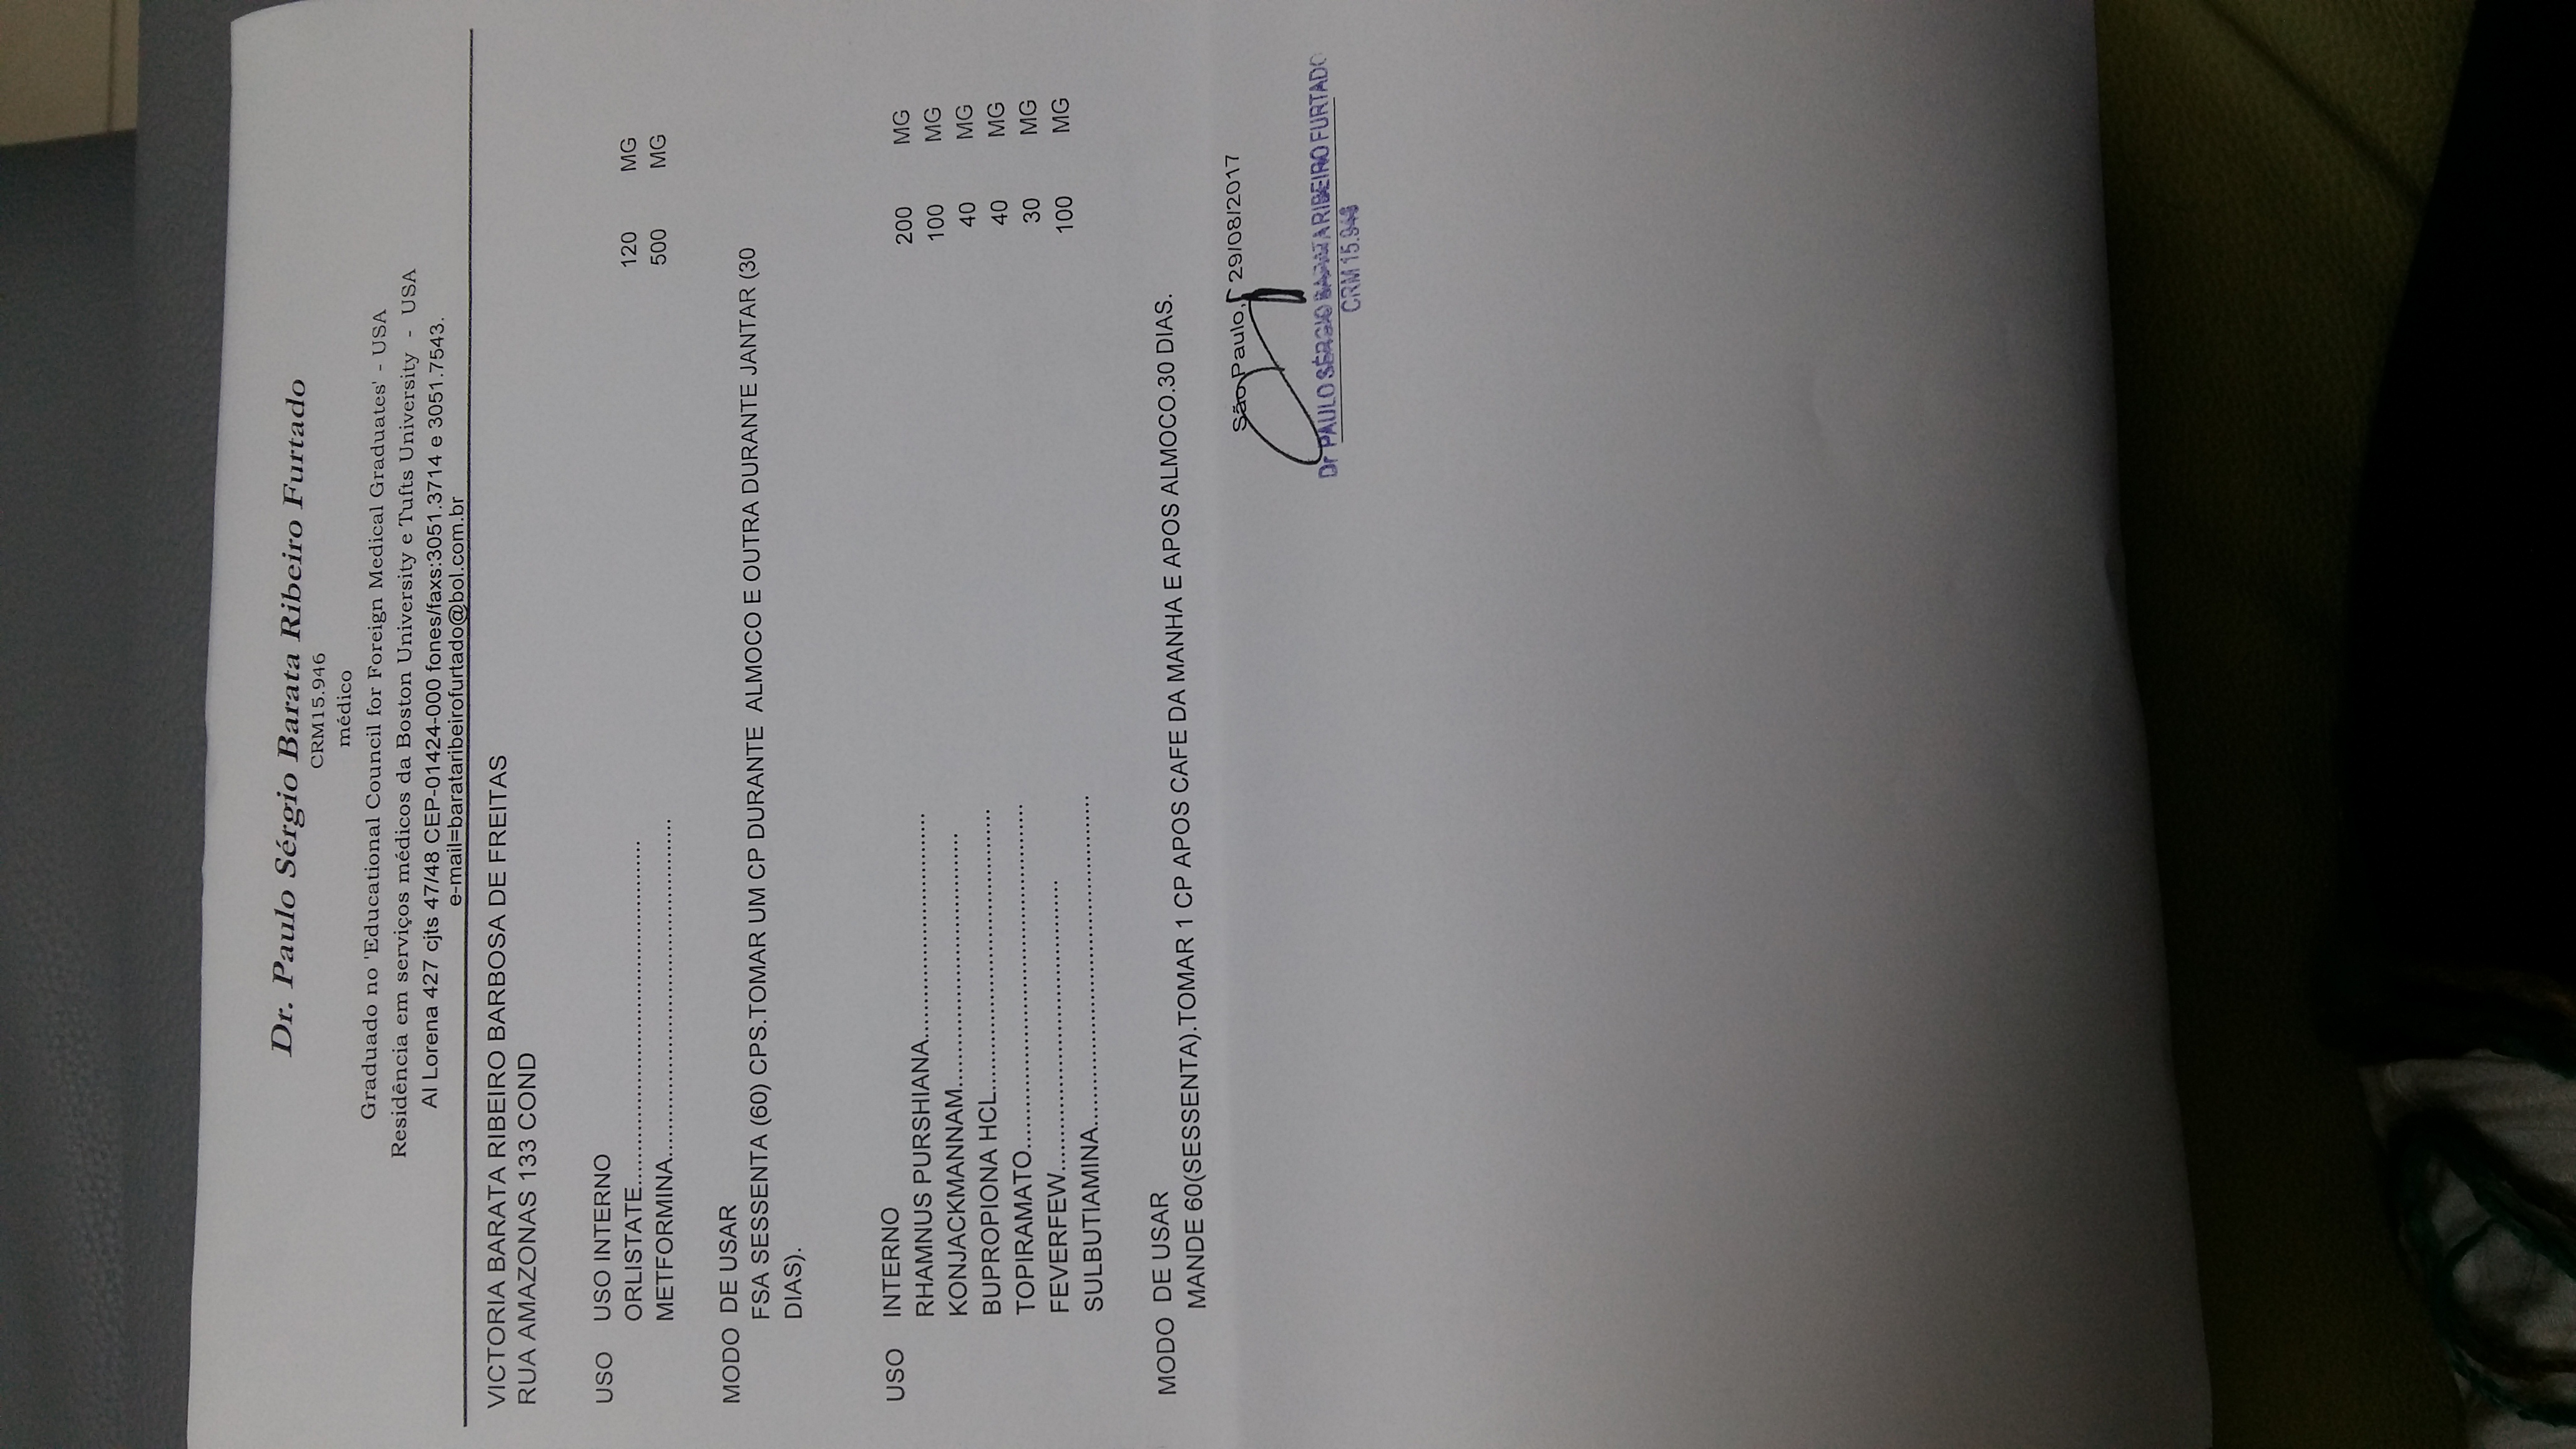 Dr. Paulo Sérgio Barata Ribeiro Furtado
CRM15.946
médico
Graduado no 'Educational Council for Foreign Medical Graduates' - USA
Residência em serviços médicos da Boston University e Tufts University - USA
Al Lorena 427 cjts 47/48 CEP-01424-000 fones/faxs:3051.3714 e 3051.7543.
e-mail=barataribeirofurtado@bol.com.br
VICTORIA BARATA RIBEIRO BARBOSA DE FREITAS
RUA AMAZONAS 133 COND
USO USO INTERNO
ORLISTATE.................................................. 120 MG
METFORMINA................................................. 500 MG
MODO DE USAR
FSA SESSENTA (60) CPS.TOMAR UM CP DURANTE ALMOCO E OUTRA DURANTE JANTAR (30
DIAS).
USO INTERNO
RHAMNUS PURSHIANA................................. 200 MG
KONJACKMANNAM..................................... 100 MG
BUPROPIONA HCL......................................... 40 MG
TOPIRAMATO.................................................. 40 MG
FEVERFEW.......................................... 30 MG
SULBUTIAMINA................................................ 100 MG
MODO DE USAR
MANDE 60(SESSENTA).TOMAR 1 CP APOS CAFE DA MANHA E APOS ALMOCO.30 DIAS.
São Paulo, 29/08/2017
Dr PAULO SÉRGIO BARATA RIBEIRO FURTADO
CRM 15.946